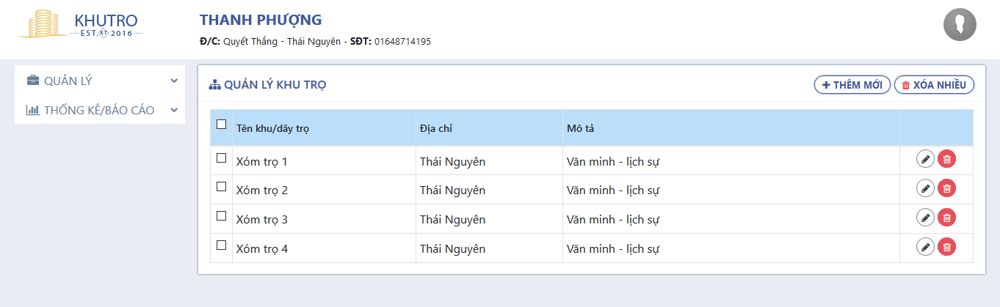 KHUTRO
EST. KT 2016
THANH PHƯỢNG
Đ/C: Quyết Thắng - Thái Nguyên - SĐT: 01648714195
QUẢN LÝ
THỐNG KÊ/BÁO CÁO
QUẢN LÝ KHU TRỌ
THÊM MỚI
XÓA NHIỀU
Tên khu/dãy trọ Địa chỉ Mô tả
Xóm trọ 1 Thái Nguyên Văn minh - lịch sự
Xóm trọ 2 Thái Nguyên Văn minh - lịch sự
Xóm trọ 3 Thái Nguyên Văn minh - lịch sự
Xóm trọ 4 Thái Nguyên Văn minh - lịch sự